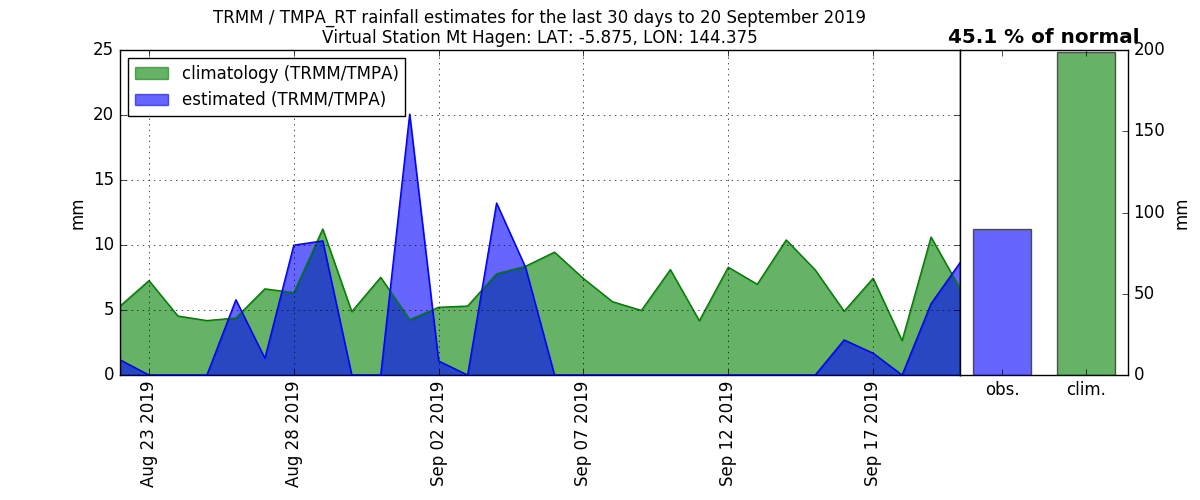 TRMM / TMPA_RT rainfall estimates for the last 30 days to 20 September 2019
Virtual Station Mt Hagen: LAT: -5.875, LON: 144.375
45.1 % of normal
climatology (TRMM/TMPA)
estimated (TRMM/TMPA)
25
20
15
10
5
0
mm
Aug 23 2019
Aug 28 2019
Sep 02 2019
Sep 07 2019
Sep 12 2019
Sep 17 2019
obs.
clim.
200
150
100
50
0
mm